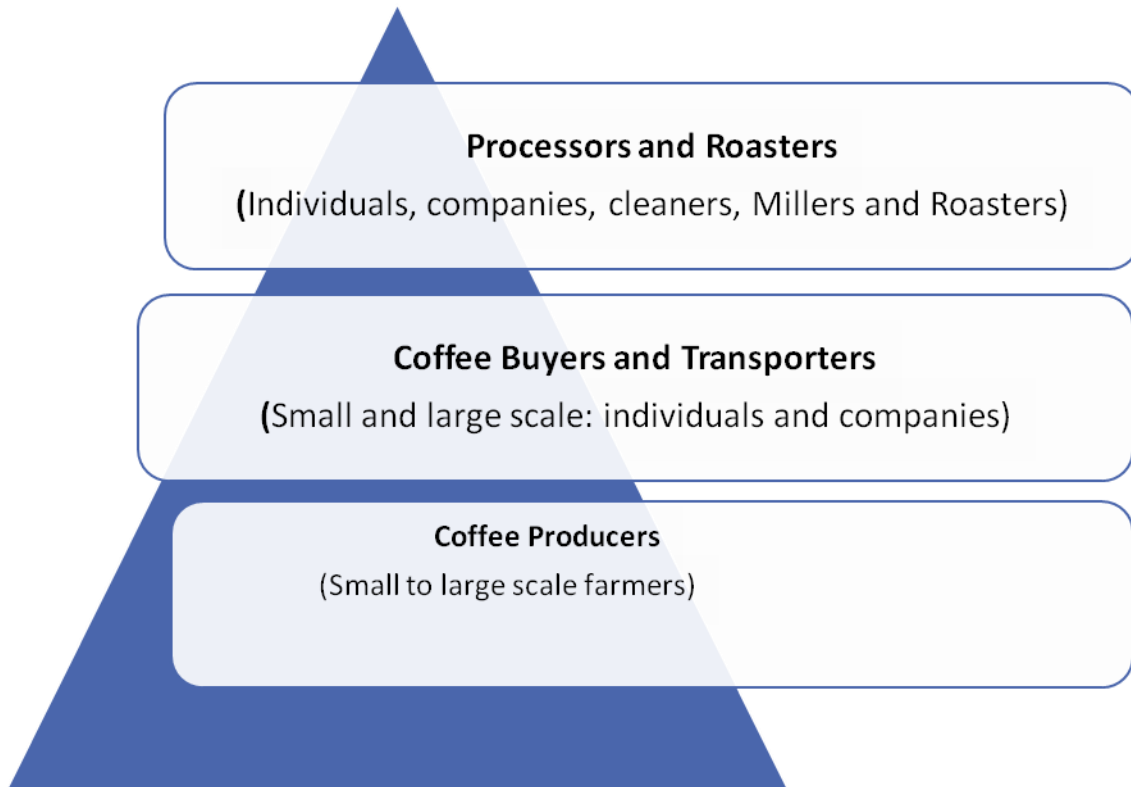 Processors and Roasters
(Individuals, companies, cleaners, Millers and Roasters)
Coffee Buyers and Transporters
(Small and large scale: individuals and companies)
Coffee Producers
(Small to large scale farmers)